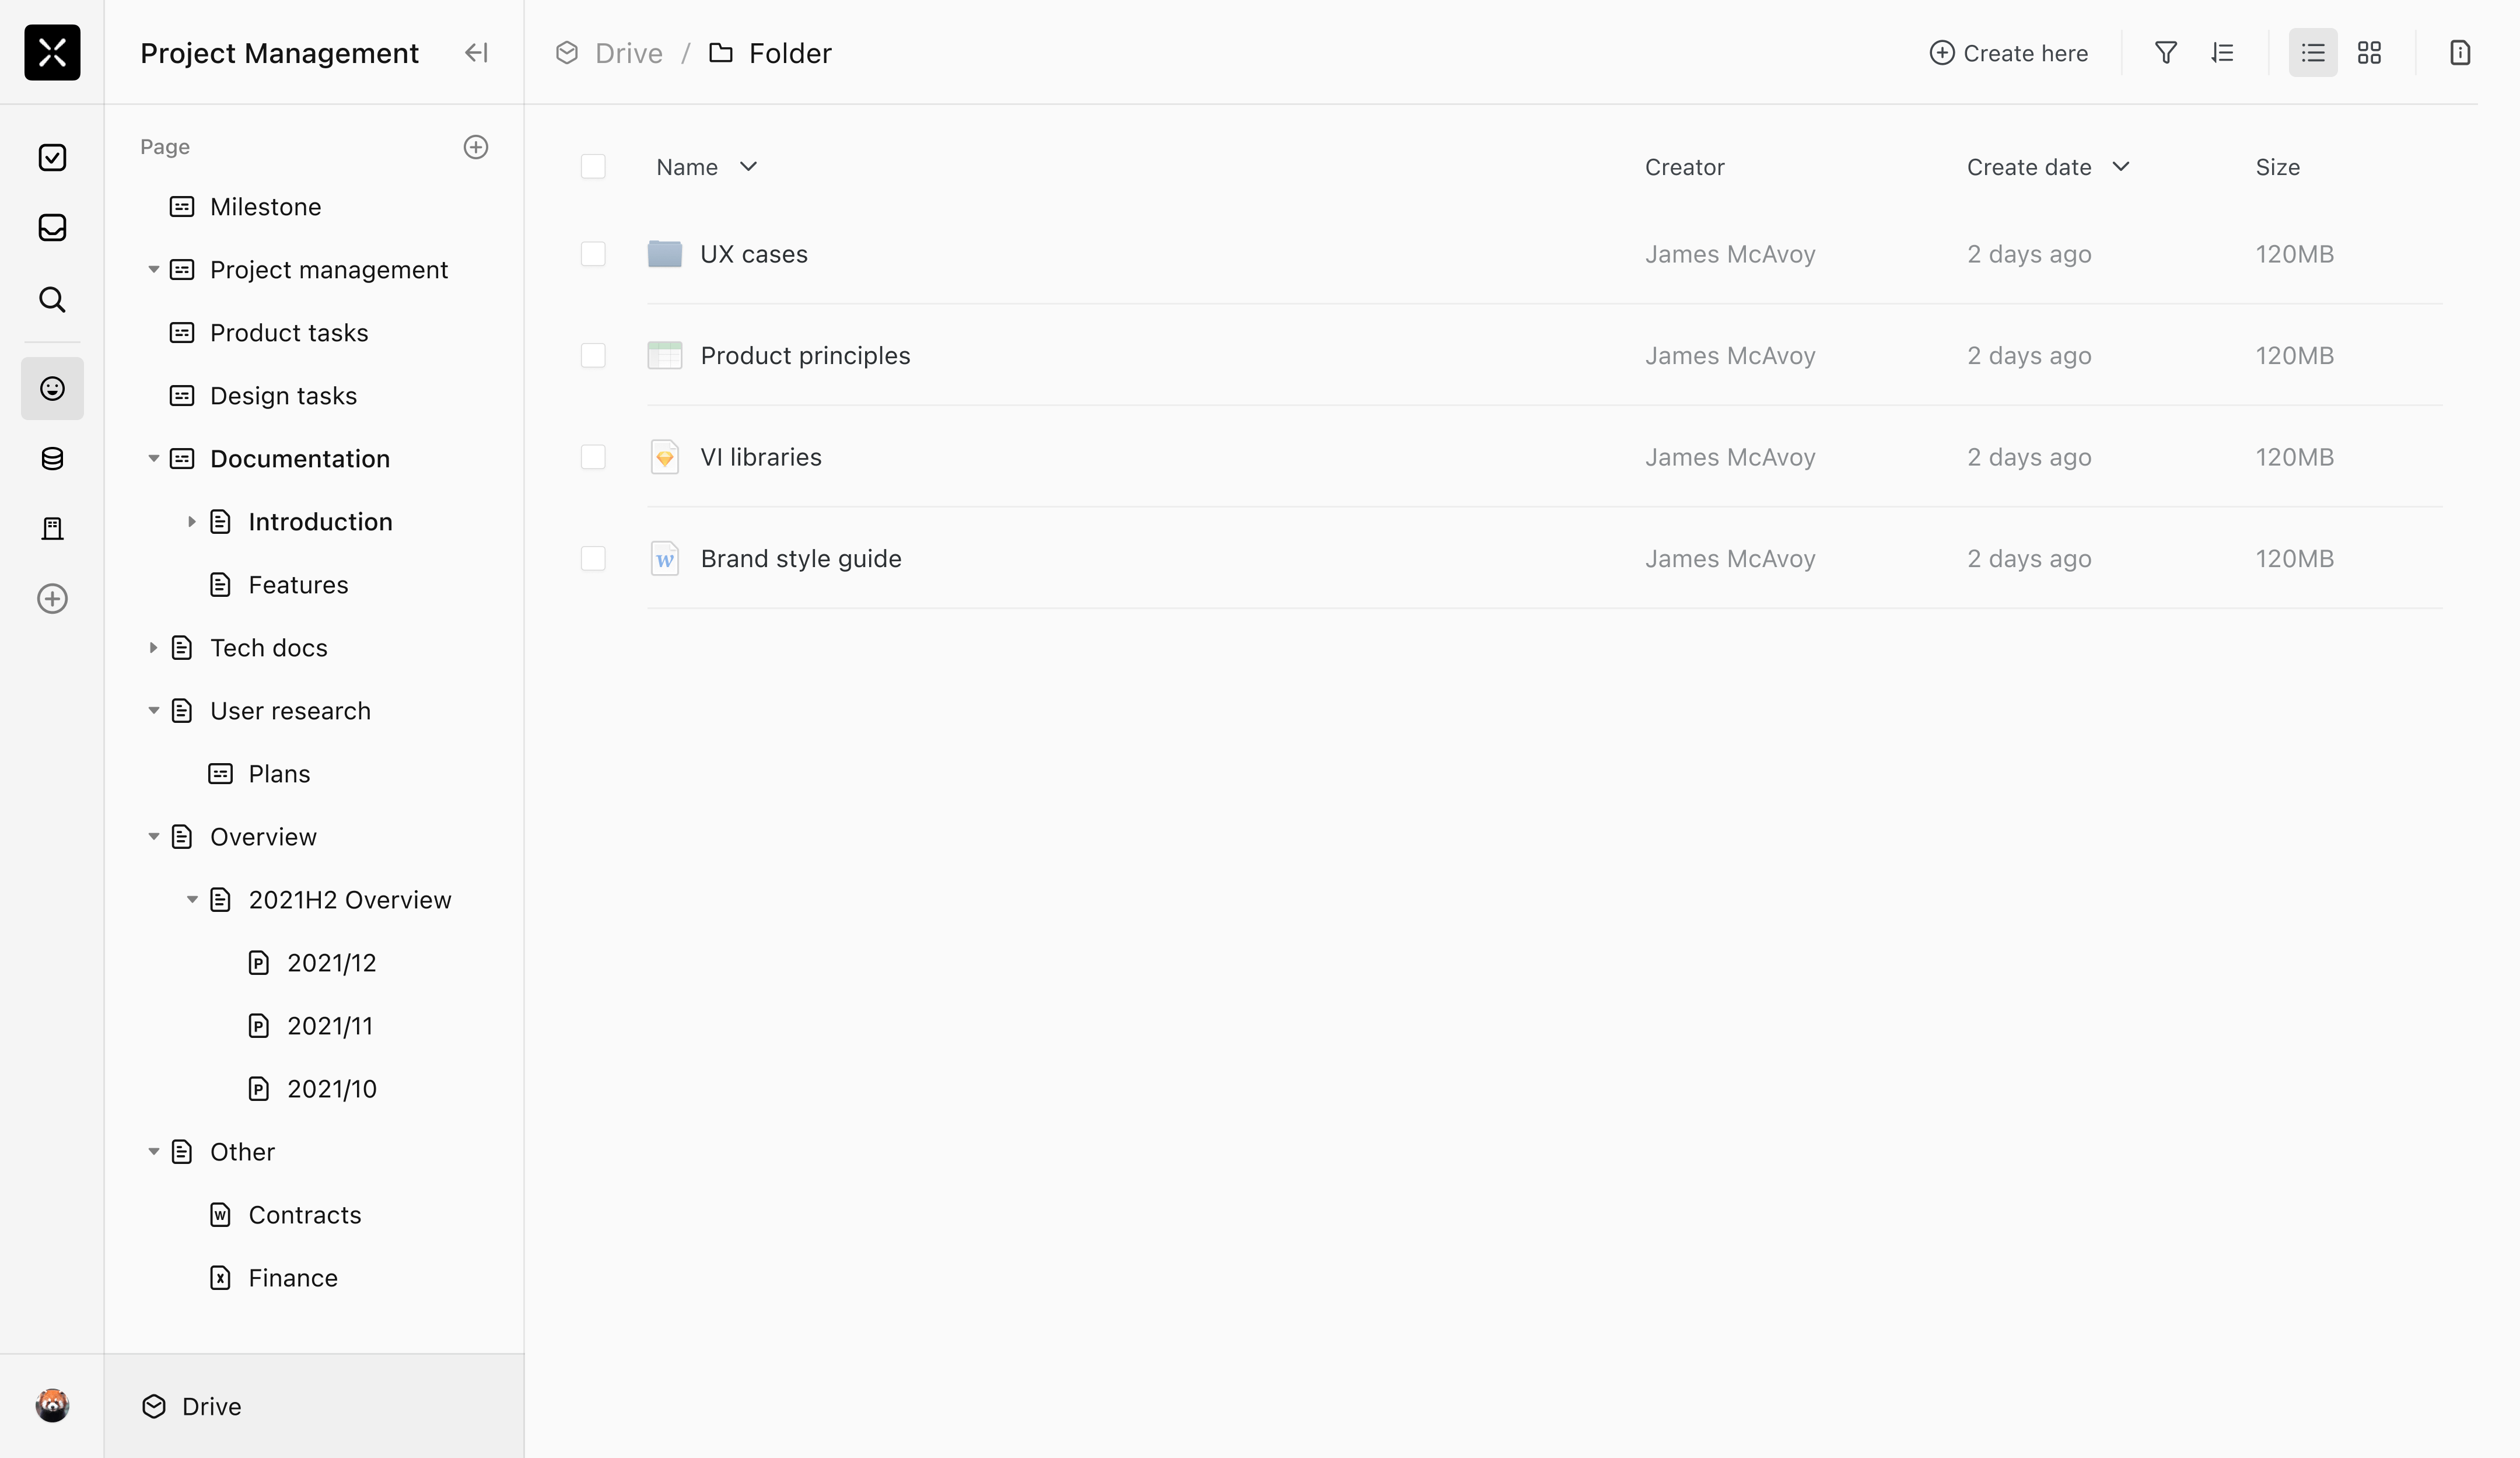 Project Management
Drive / Folder
Create here
Page
Milestone
Project management
Product tasks
Design tasks
Documentation
Introduction
Features
Tech docs
User research
Plans
Overview
2021H2 Overview
2021/12
2021/11
2021/10
Other
Contracts
Finance
Drive
Name Creator Create date Size
UX cases James McAvoy 2 days ago 120MB
Product principles James McAvoy 2 days ago 120MB
VI libraries James McAvoy 2 days ago 120MB
Brand style guide James McAvoy 2 days ago 120MB